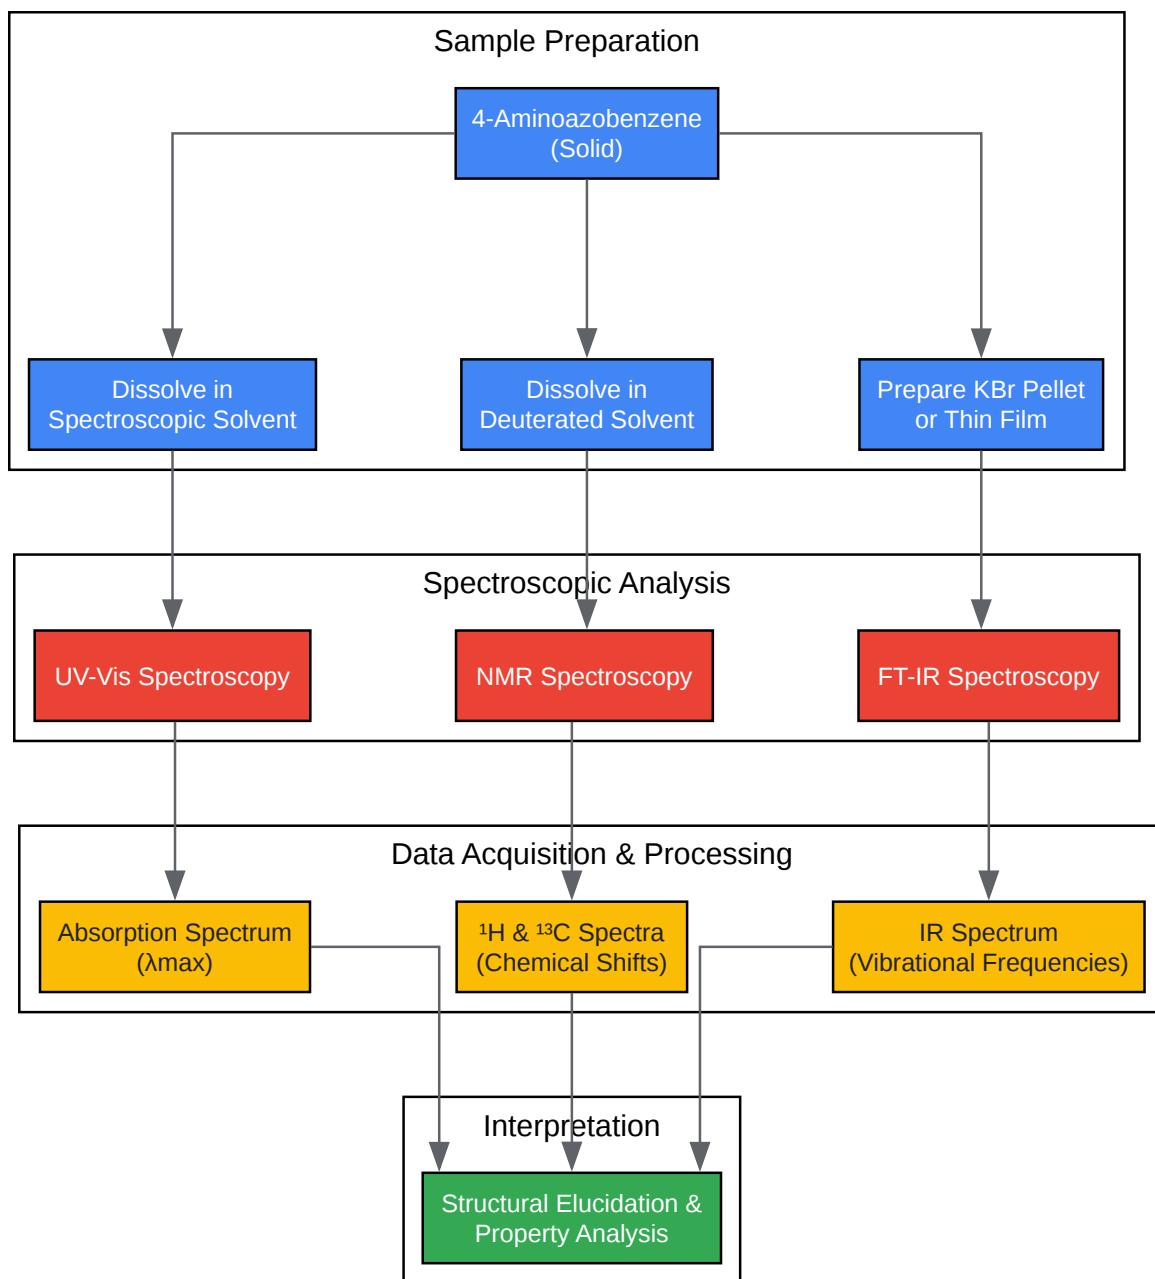 Sample Preparation
4-Aminoazobenzene
(Solid)
Dissolve in
Spectroscopic Solvent
Dissolve in
Deuterated Solvent
Prepare KBr Pellet
or Thin Film
Spectroscopic Analysis
UV-Vis Spectroscopy
NMR Spectroscopy
FT-IR Spectroscopy
Data Acquisition & Processing
Absorption Spectrum
(λmax)
¹H & ¹³C Spectra
(Chemical Shifts)
IR Spectrum
(Vibrational Frequencies)
Interpretation
Structural Elucidation &
Property Analysis